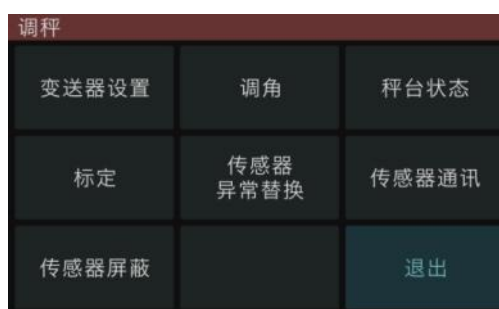 调秤
变送器设置
调角
秤台状态
标定
传感器
异常替换
传感器通讯
传感器屏蔽
退出